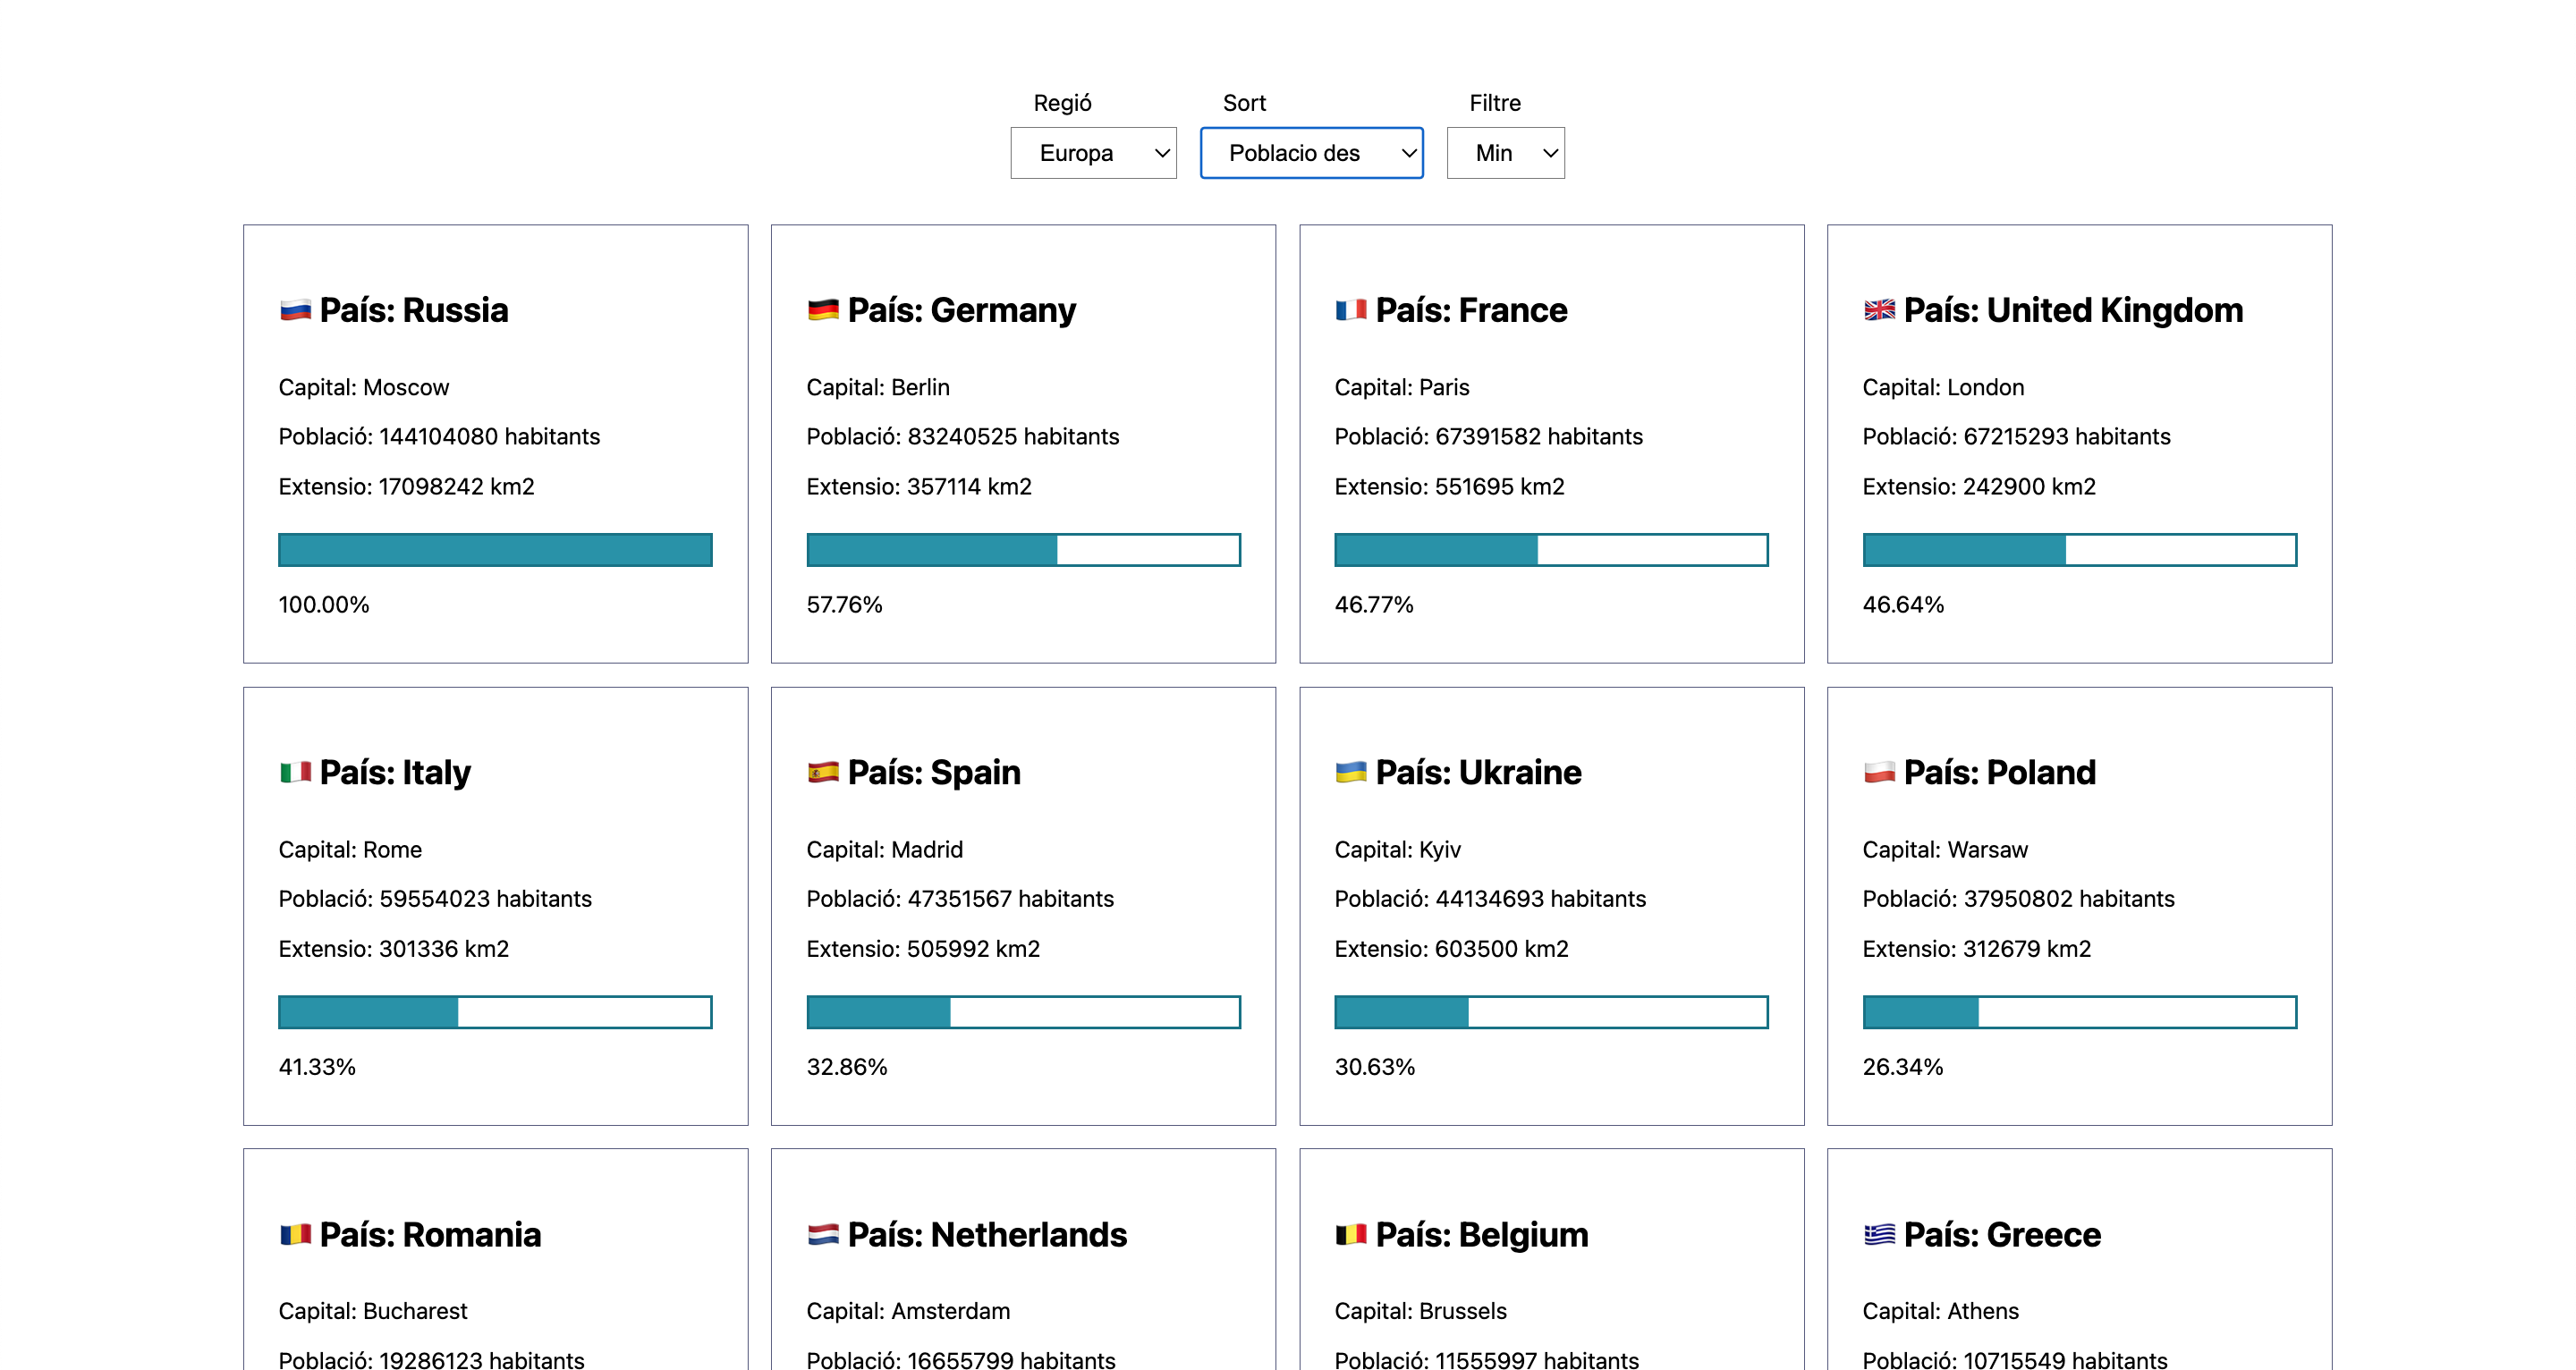 Regió
Sort
Filtre
Europa
Poblacio des
Min
País: Russia
Capital: Moscow
Població: 144104080 habitants
Extensio: 17098242 km2
100.00%
País: Germany
Capital: Berlin
Població: 83240525 habitants
Extensio: 357114 km2
57.76%
País: France
Capital: Paris
Població: 67391582 habitants
Extensio: 551695 km2
46.77%
País: United Kingdom
Capital: London
Població: 67215293 habitants
Extensio: 242900 km2
46.64%
País: Italy
Capital: Rome
Població: 59554023 habitants
Extensio: 301336 km2
41.33%
País: Spain
Capital: Madrid
Població: 47351567 habitants
Extensio: 505992 km2
32.86%
País: Ukraine
Capital: Kyiv
Població: 44134693 habitants
Extensio: 603500 km2
30.63%
País: Poland
Capital: Warsaw
Població: 37950802 habitants
Extensio: 312679 km2
26.34%
País: Romania
Capital: Bucharest
Població: 19286123 habitants
País: Netherlands
Capital: Amsterdam
Població: 16655799 habitants
País: Belgium
Capital: Brussels
Població: 11555997 habitants
País: Greece
Capital: Athens
Població: 10715549 habitants